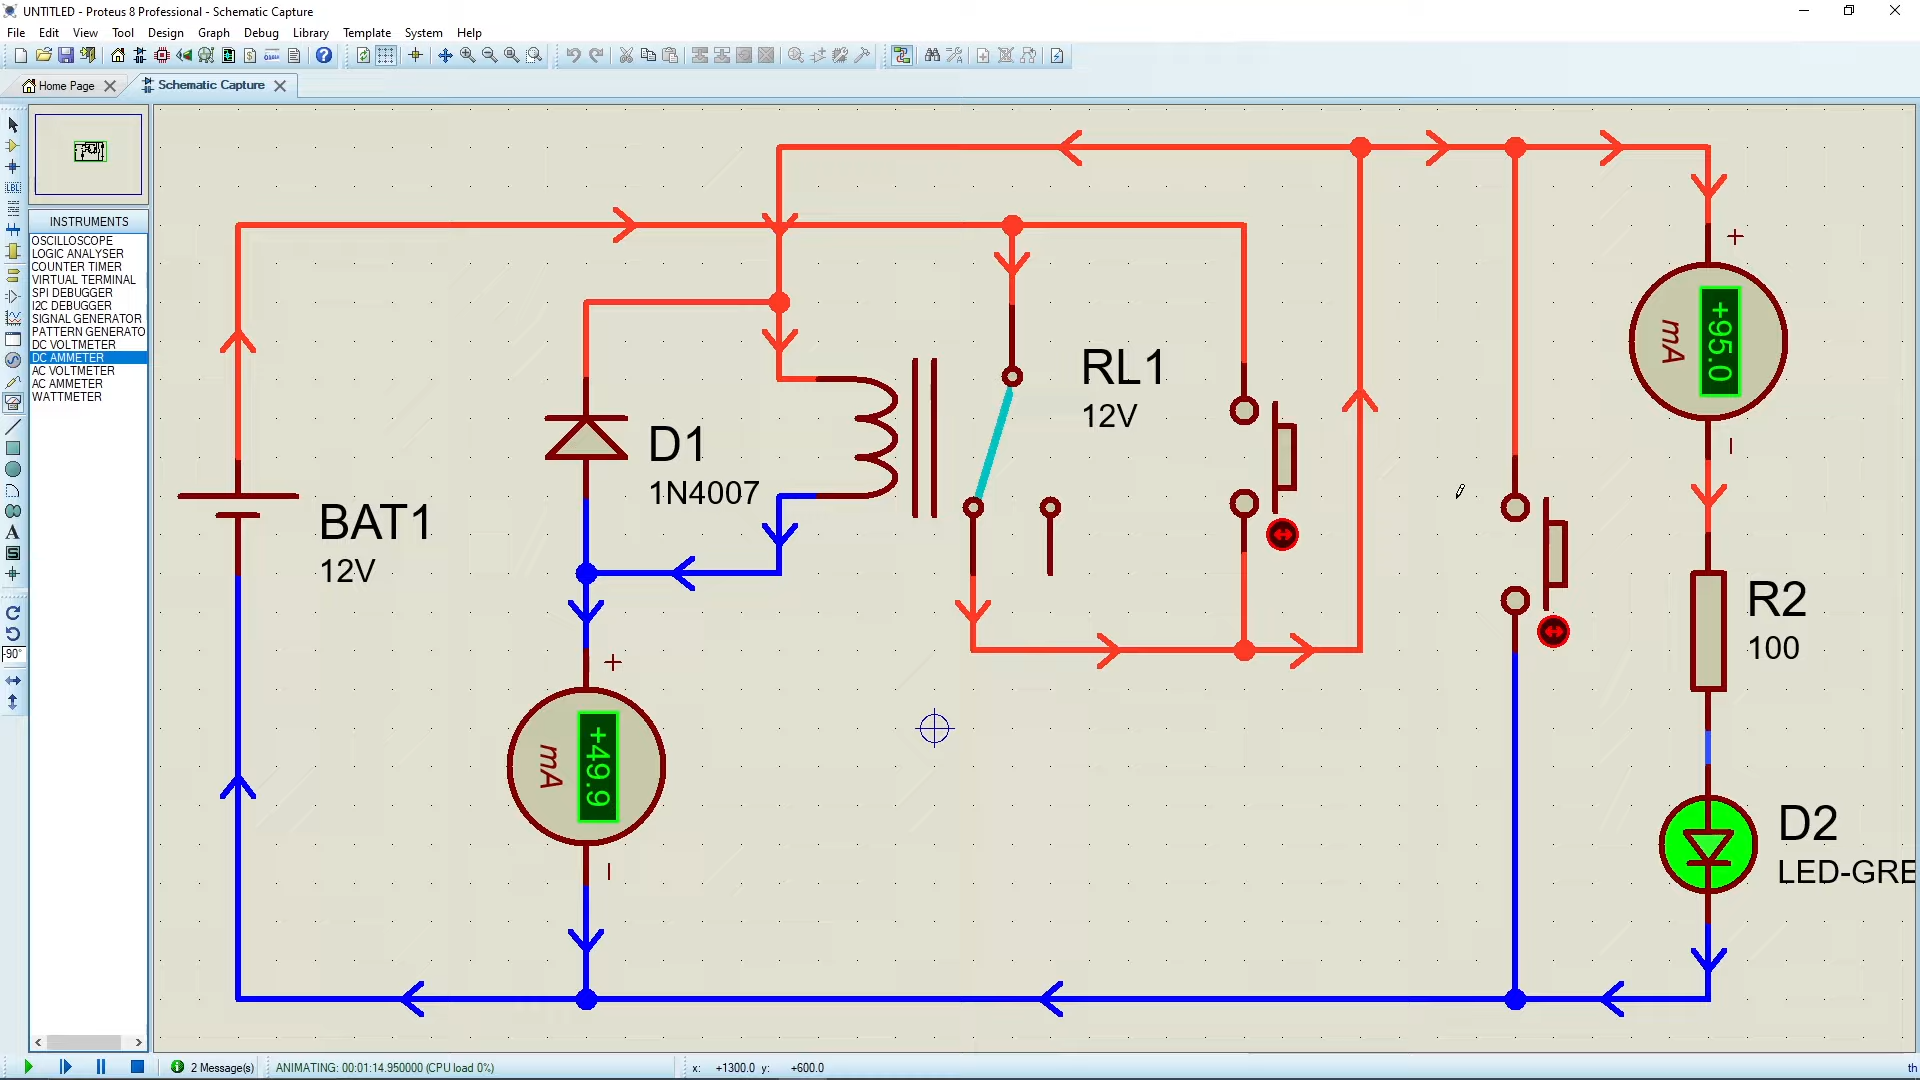 UNTITLED - Proteus 8 Professional - Schematic Capture
File Edit View Tool Design Graph Debug Library Template System Help
Home Page
Schematic Capture
LBL
A
S
-90°
INSTRUMENTS
OSCILLOSCOPE
LOGIC ANALYSER
COUNTER TIMER
VIRTUAL TERMINAL
SPI DEBUGGER
I2C DEBUGGER
SIGNAL GENERATOR
PATTERN GENERATO
DC VOLTMETER
DC AMMETER
AC VOLTMETER
AC AMMETER
WATTMETER
BAT1
12V
D1
1N4007
RL1
12V
+
+95.0
mA
-
R2
100
D2
LED-GRE
+
+49.9
mA
-
2 Message(s)
ANIMATING: 00:01:14.950000 (CPU load 0%)
x: +1300.0 y: +600.0
th